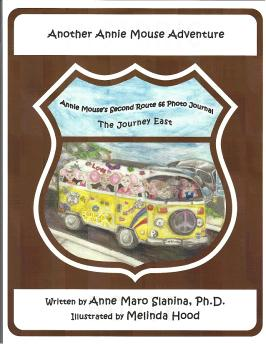 Another Annie Mouse Adventure
Annie Mouse's Second Route 66 Photo Journal
The Journey East
Written by Anne Maro Slanina, Ph.D.
Illustrated by Melinda Hood